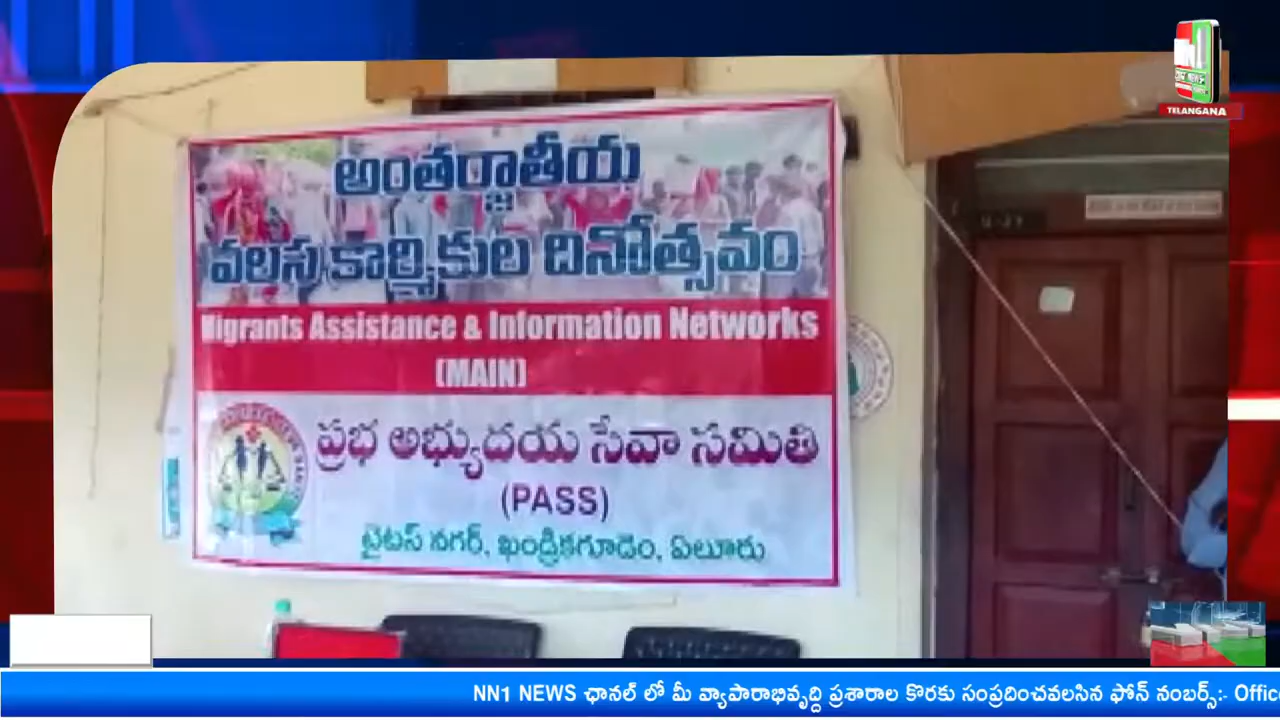 NN1
TELANGANA
అంతర్జాతీయ
వలస కార్మికుల దినోత్సవం
Migrants Assistance & Information Networks
(MAIN)
ప్రభ అభ్యుదయ సేవా సమితి
(PASS)
టైటస్ నగర్, ఖండ్రికగూడెం, ఏలూరు
NN1 NEWS ఛానల్ లో మీ వ్యాపారాభివృద్ది ప్రశారాల కొరకు సంప్రదించవలసిన ఫోన్ నంబర్స్:- Offic